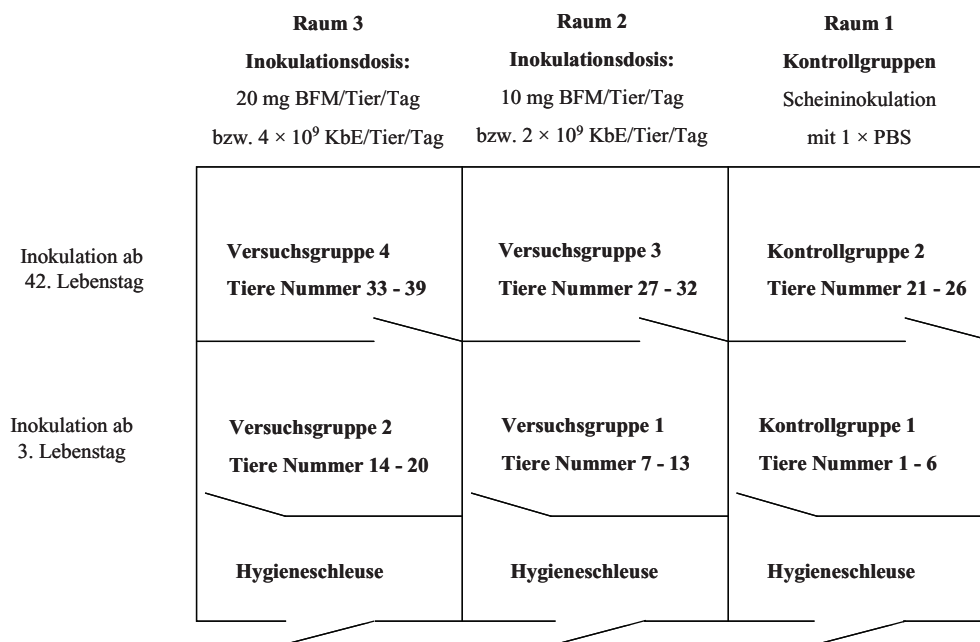 Raum 3
Inokulationsdosis:
20 mg BFM/Tier/Tag
bzw. 4 × 10⁹ KbE/Tier/Tag
Raum 2
Inokulationsdosis:
10 mg BFM/Tier/Tag
bzw. 2 × 10⁹ KbE/Tier/Tag
Raum 1
Kontrollgruppen
Scheininokulation
mit 1 × PBS
Inokulation ab
42. Lebenstag
Versuchsgruppe 4
Tiere Nummer 33 - 39
Versuchsgruppe 3
Tiere Nummer 27 - 32
Kontrollgruppe 2
Tiere Nummer 21 - 26
Inokulation ab
3. Lebenstag
Versuchsgruppe 2
Tiere Nummer 14 - 20
Versuchsgruppe 1
Tiere Nummer 7 - 13
Kontrollgruppe 1
Tiere Nummer 1 - 6
Hygieneschleuse
Hygieneschleuse
Hygieneschleuse